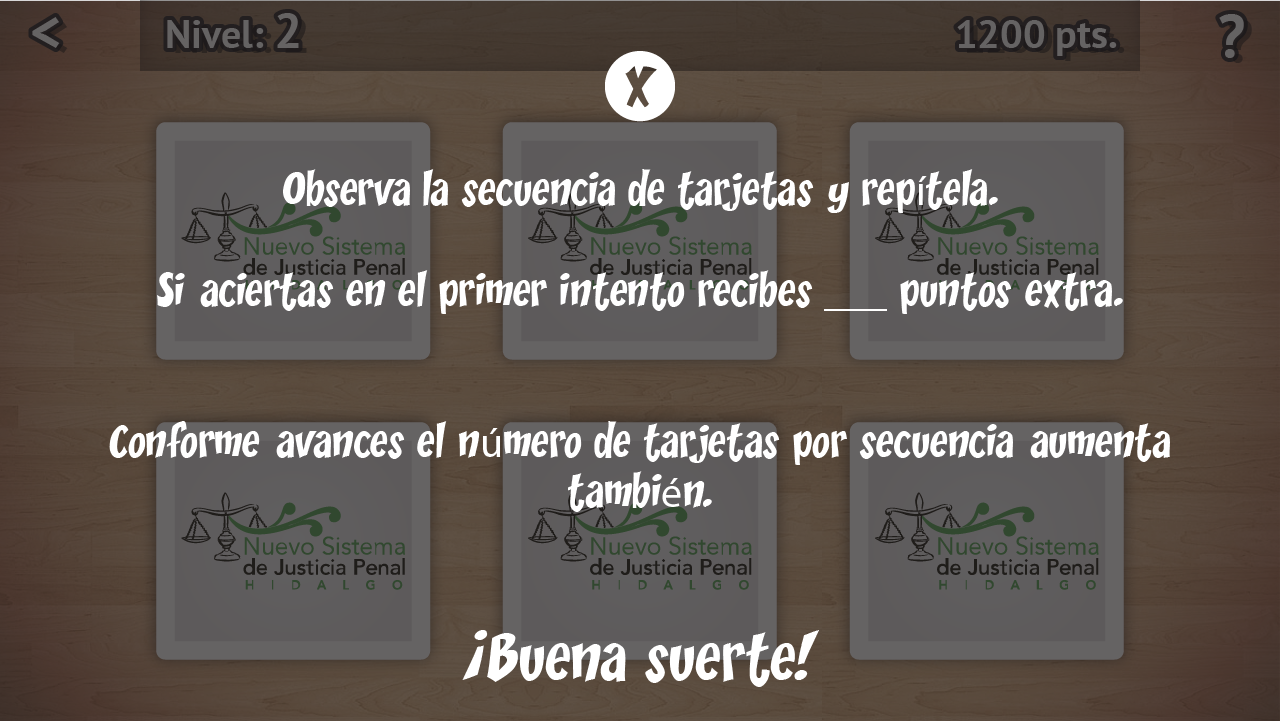 <
Nivel: 2
1200 pts.
?
X
Observa la secuencia de tarjetas y repítela.
Nuevo Sistema
de Justicia Penal
Nuevo Sistema
de Justicia Penal
Nuevo Sistema
de Justicia Penal
Si aciertas en el primer intento recibes ___ puntos extra.
Conforme avances el número de tarjetas por secuencia aumenta
también.
Nuevo Sistema
de Justicia Penal
HIDALGO
Nuevo Sistema
de Justicia Penal
HIDALGO
Nuevo Sistema
de Justicia Penal
HIDALGO
¡Buena suerte!